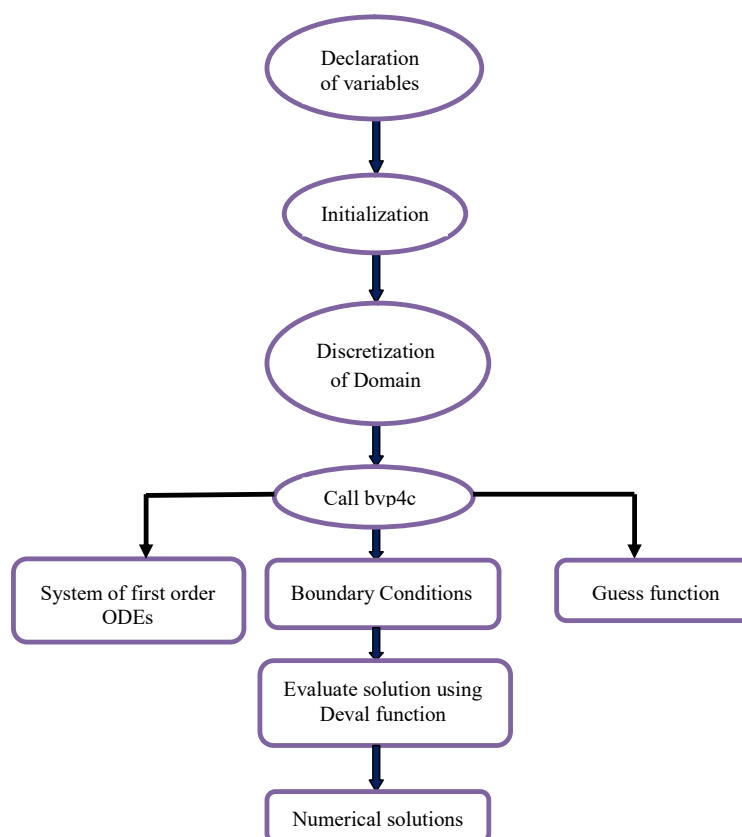 Declaration
of variables
Initialization
Discretization
of Domain
Call bvp4c
System of first order
ODEs
Boundary Conditions
Guess function
Evaluate solution using
Deval function
Numerical solutions